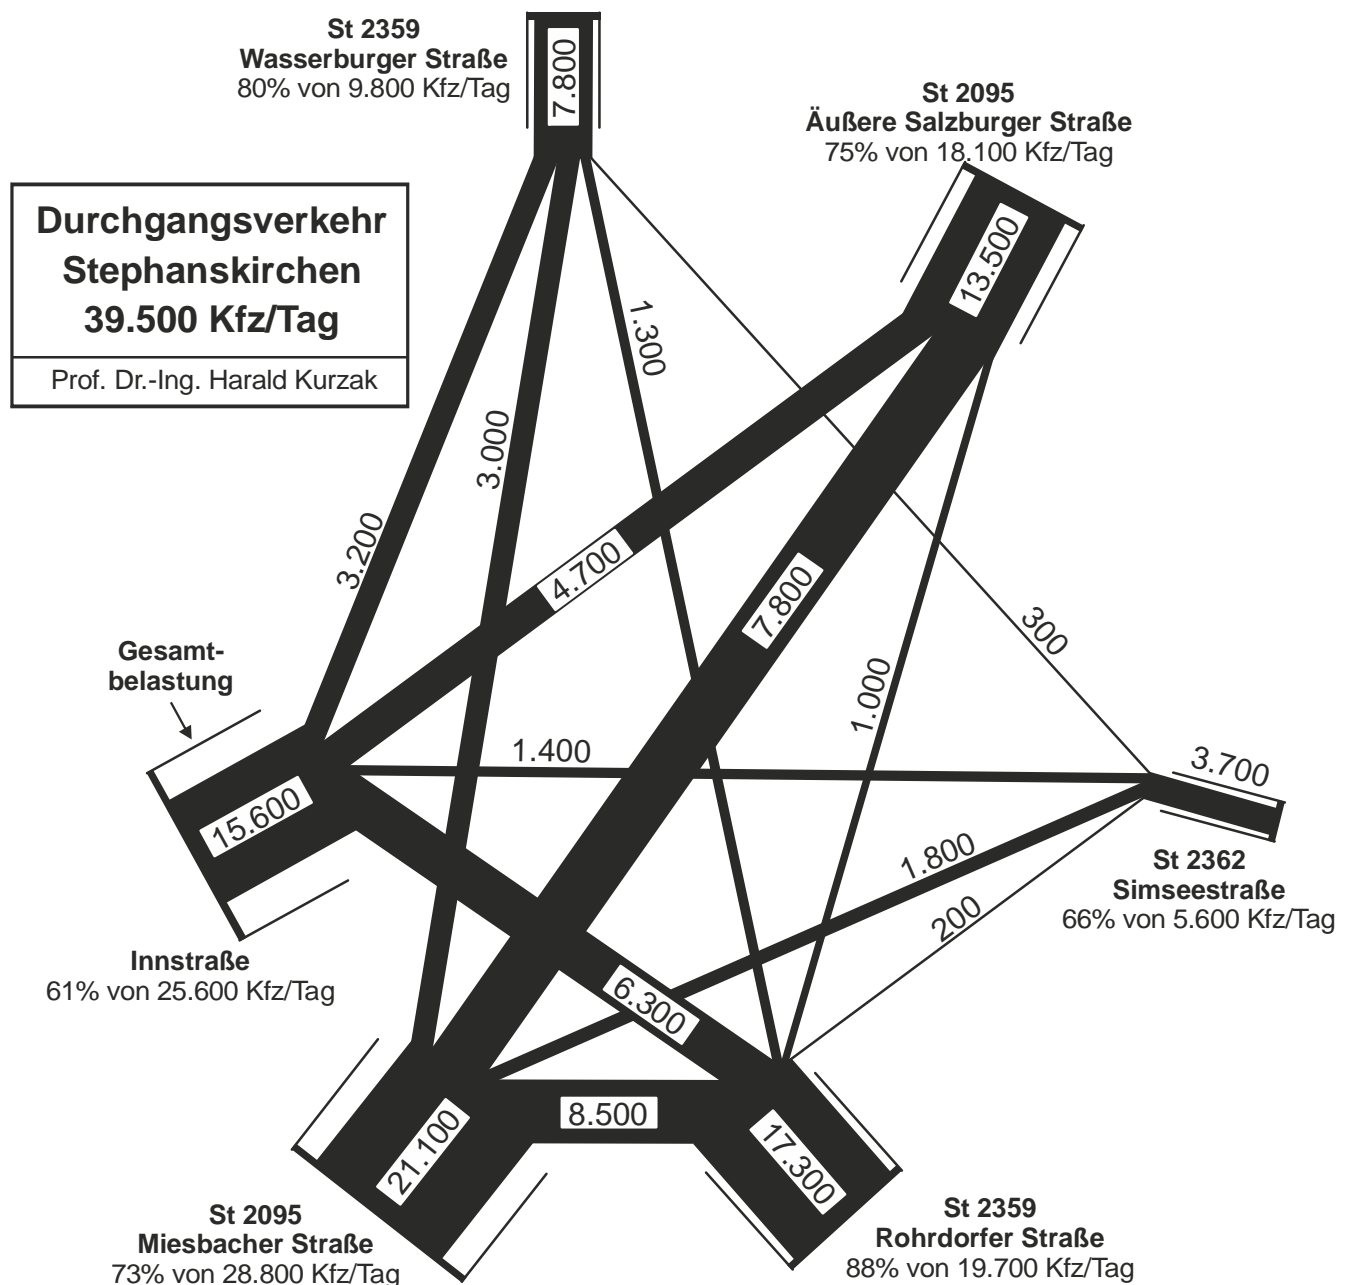 St 2359
Wasserburger Straße
80% von 9.800 Kfz/Tag
7.800
St 2095
Äußere Salzburger Straße
75% von 18.100 Kfz/Tag
13.500
Durchgangsverkehr
Stephanskirchen
39.500 Kfz/Tag
Prof. Dr.-Ing. Harald Kurzak
1.300
3.000
3.200
4.700
7.800
300
1.000
Gesamt-
belastung
1.400
3.700
15.600
1.800
200
St 2362
Simseestraße
66% von 5.600 Kfz/Tag
Innstraße
61% von 25.600 Kfz/Tag
6.300
8.500
21.100
17.300
St 2095
Miesbacher Straße
73% von 28.800 Kfz/Tag
St 2359
Rohrdorfer Straße
88% von 19.700 Kfz/Tag